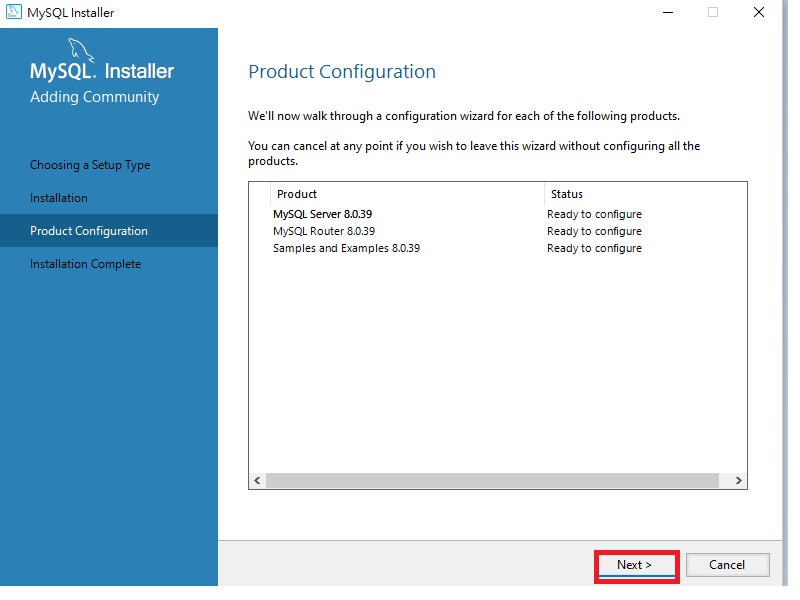 MySQL Installer
MySQL. Installer
Adding Community
Choosing a Setup Type
Installation
Product Configuration
Installation Complete
Product Configuration
We'll now walk through a configuration wizard for each of the following products.
You can cancel at any point if you wish to leave this wizard without configuring all the
products.
Product Status
MySQL Server 8.0.39 Ready to configure
MySQL Router 8.0.39 Ready to configure
Samples and Examples 8.0.39 Ready to configure
Next > Cancel